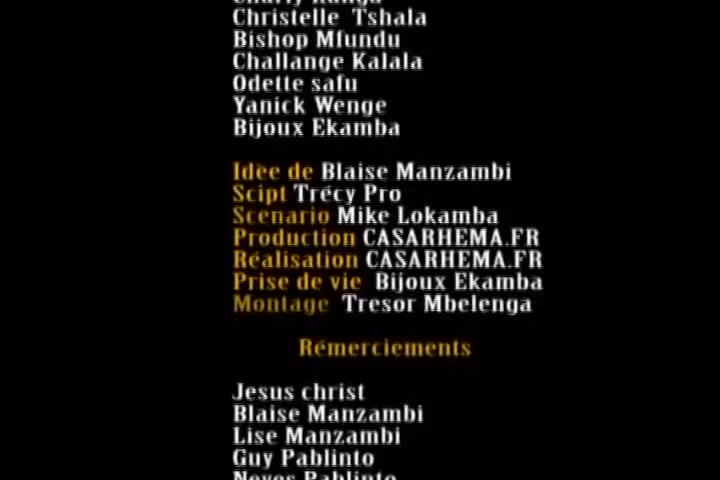 Christelle Tshala
Bishop Mfundu
Challange Kalala
Odette safu
Yanick Wenge
Bijoux Ekamba
Idèe de Blaise Manzambi
Scipt Trécy Pro
Scenario Mike Lokamba
Production CASARHEMA.FR
Réalisation CASARHEMA.FR
Prise de vie Bijoux Ekamba
Montage Tresor Mbelenga
Rémerciements
Jesus christ
Blaise Manzambi
Lise Manzambi
Guy Pablinto
Pablinto